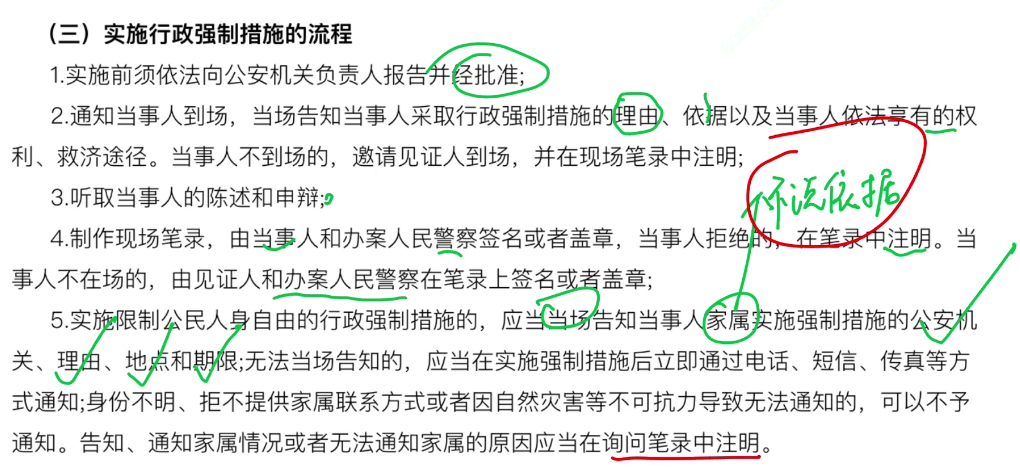 （三）实施行政强制措施的流程
1.实施前须依法向公安机关负责人报告并经批准;
2.通知当事人到场，当场告知当事人采取行政强制措施的理由、依据以及当事人依法享有的权
利、救济途径。当事人不到场的，邀请见证人到场，并在现场笔录中注明;
3.听取当事人的陈述和申辩;
不说依据
4.制作现场笔录，由当事人和办案人民警察签名或者盖章，当事人拒绝的，在笔录中注明。当
事人不在场的，由见证人和办案人民警察在笔录上签名或者盖章;
5.实施限制公民人身自由的行政强制措施的，应当当场告知当事人家属实施强制措施的公安机
关、理由、地点和期限;无法当场告知的，应当在实施强制措施后立即通过电话、短信、传真等方
式通知;身份不明、拒不提供家属联系方式或者因自然灾害等不可抗力导致无法通知的，可以不予
通知。告知、通知家属情况或者无法通知家属的原因应当在询问笔录中注明。